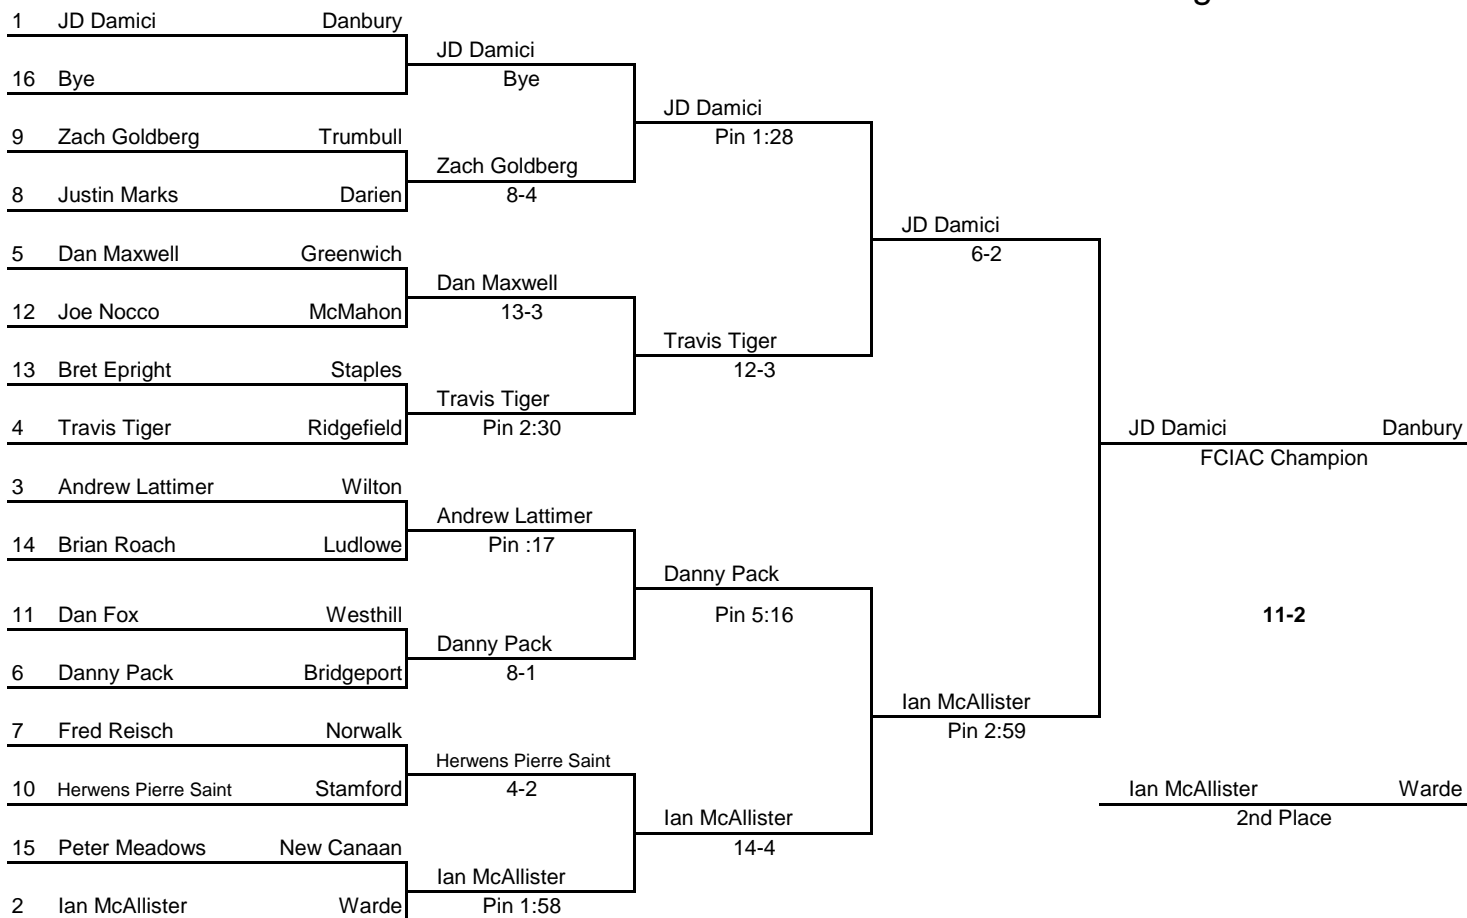 1 JD Damici Danbury
16 Bye
9 Zach Goldberg Trumbull
8 Justin Marks Darien
5 Dan Maxwell Greenwich
12 Joe Nocco McMahon
13 Bret Epright Staples
4 Travis Tiger Ridgefield
3 Andrew Lattimer Wilton
14 Brian Roach Ludlowe
11 Dan Fox Westhill
6 Danny Pack Bridgeport
7 Fred Reisch Norwalk
10 Herwens Pierre Saint Stamford
15 Peter Meadows New Canaan
2 Ian McAllister Warde
JD Damici
Bye
Zach Goldberg
8-4
Dan Maxwell
13-3
Travis Tiger
Pin 2:30
Andrew Lattimer
Pin :17
Danny Pack
8-1
Herwens Pierre Saint
4-2
Ian McAllister
Pin 1:58
JD Damici
Pin 1:28
Travis Tiger
12-3
Danny Pack
Pin 5:16
Ian McAllister
14-4
JD Damici
6-2
Ian McAllister
Pin 2:59
JD Damici Danbury
FCIAC Champion
11-2
Ian McAllister Warde
2nd Place